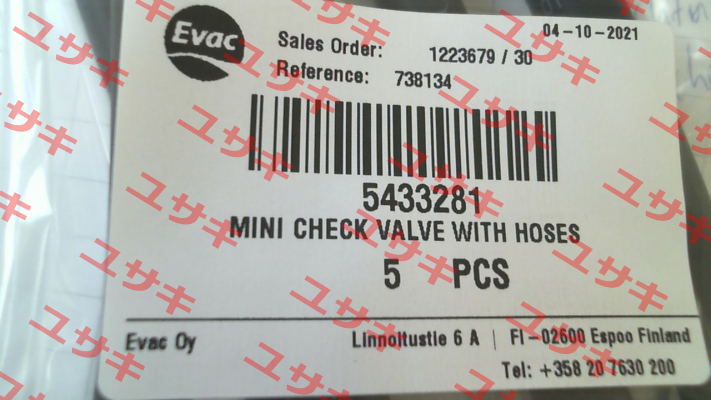 Evac
04-10-2021
Sales Order: 1223679 / 30
Reference: 738134
5433281
MINI CHECK VALVE WITH HOSES
5 PCS
Evac Oy Linnoitustie 6 A | FI-02600 Espoo Finland
Tel: +358 20 7630 200
ユサキ